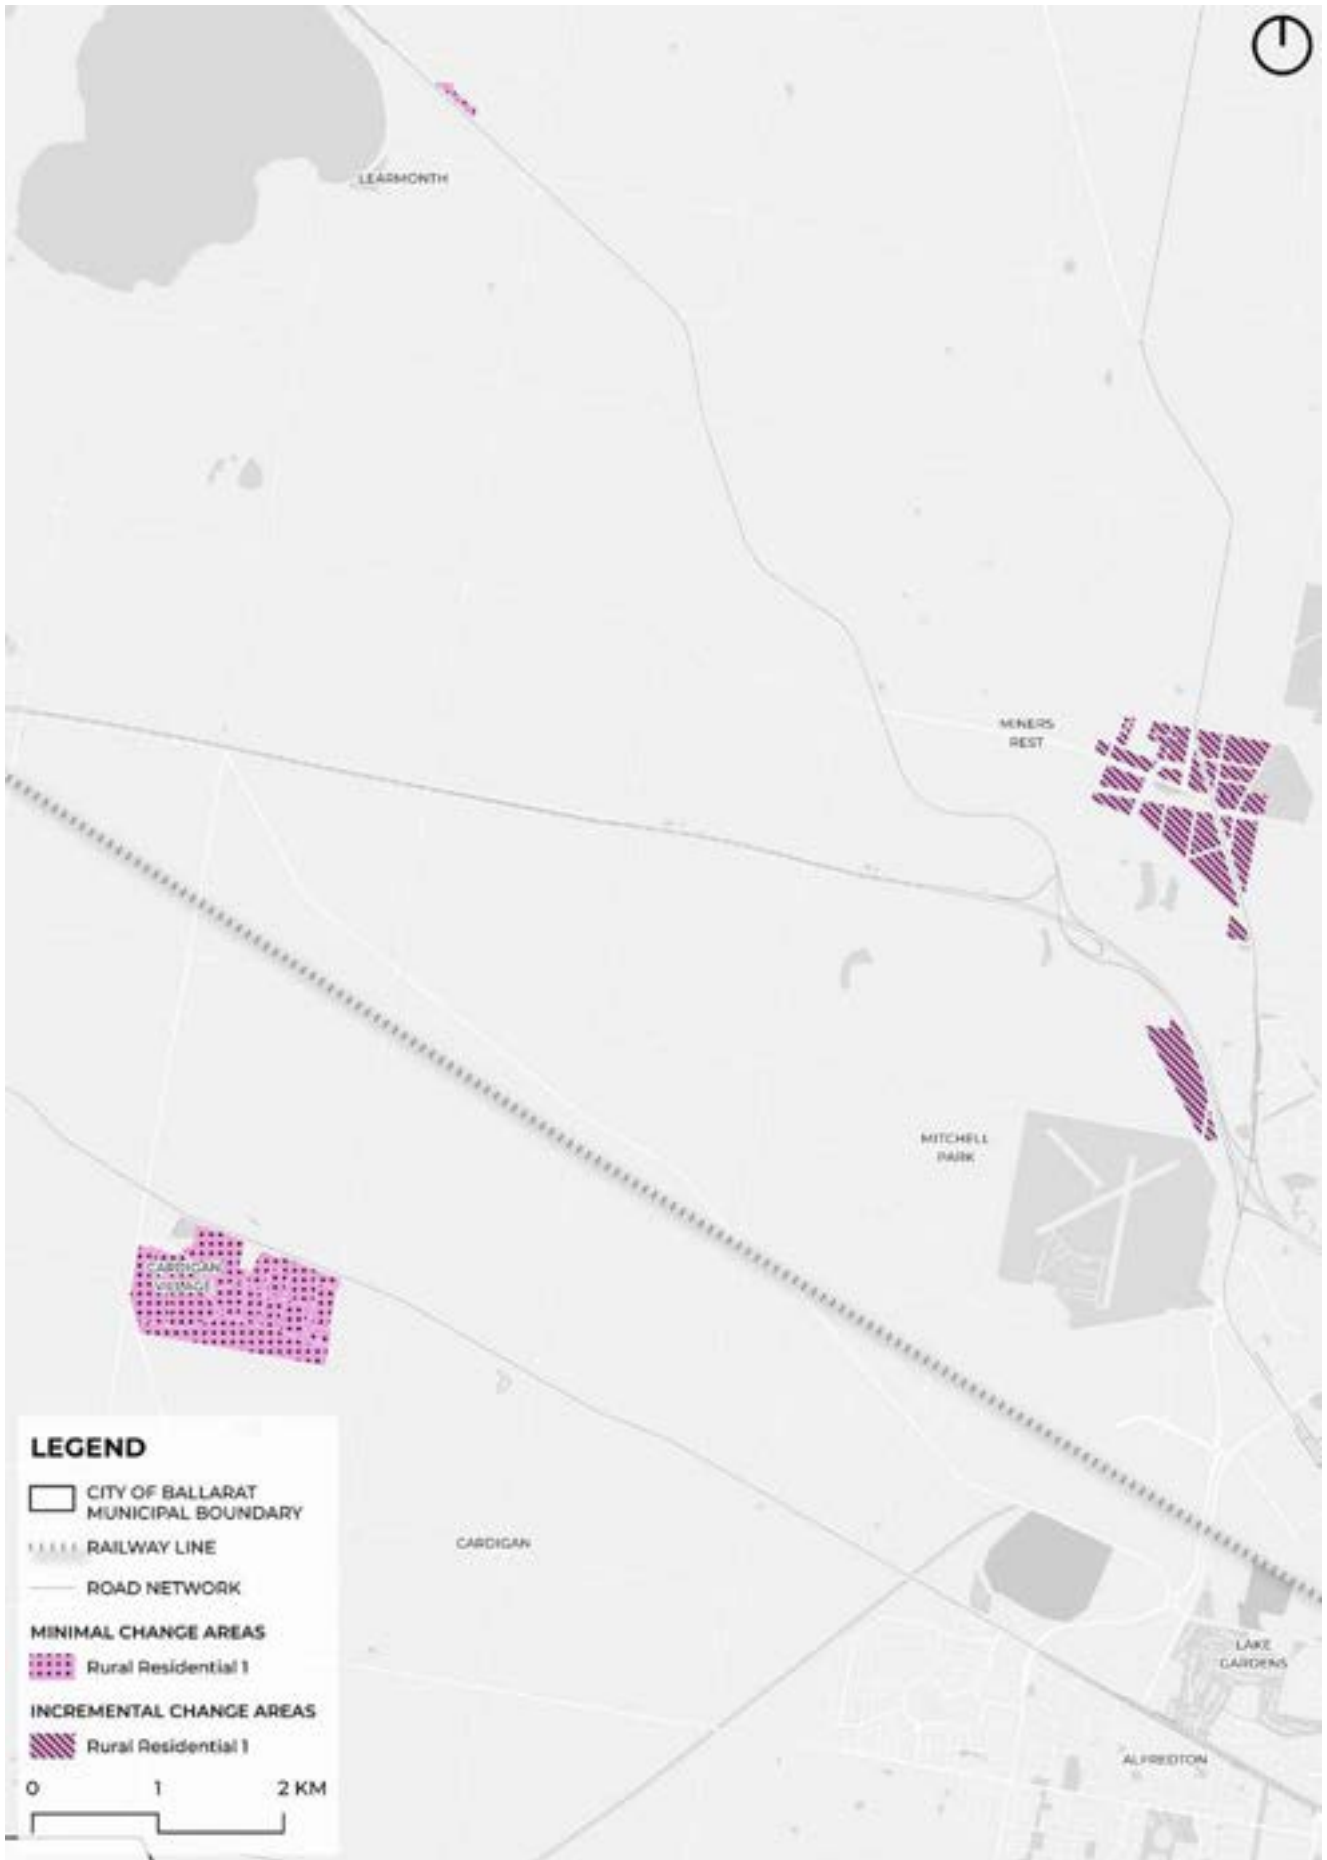 LEARMONTH
MINERS
REST
MITCHELL
PARK
CARDIGAN
VILLAGE
CARDIGAN
LAKE
GARDENS
ALFREDTON
LEGEND
CITY OF BALLARAT
MUNICIPAL BOUNDARY
RAILWAY LINE
ROAD NETWORK
MINIMAL CHANGE AREAS
Rural Residential 1
INCREMENTAL CHANGE AREAS
Rural Residential 1
0 1 2 KM